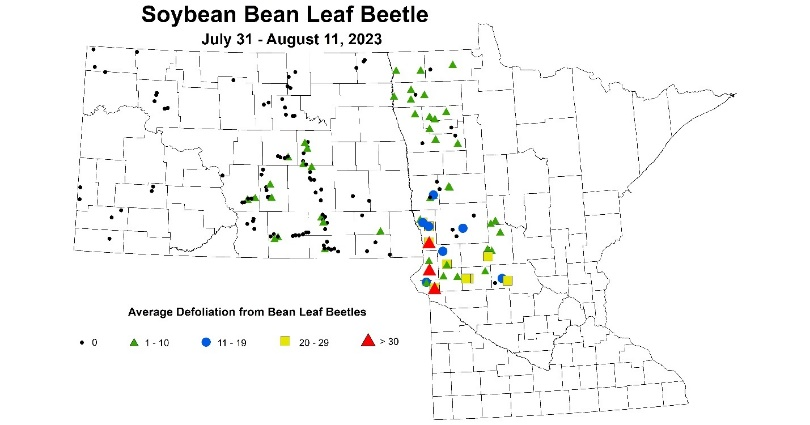 Soybean Bean Leaf Beetle
July 31 - August 11, 2023
Average Defoliation from Bean Leaf Beetles
0 1 - 10 11 - 19 20 - 29 > 30